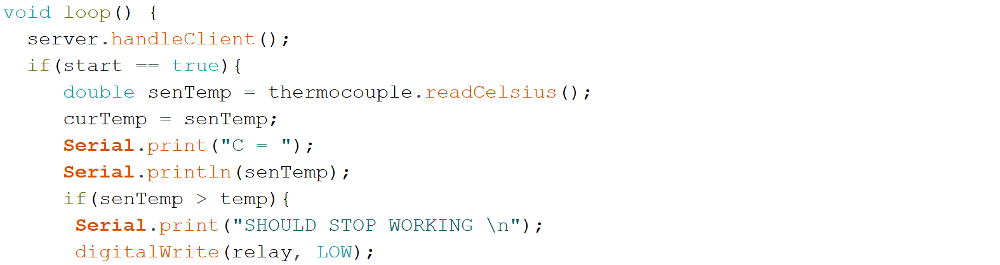 void loop() {
server.handleClient();
if(start == true){
double senTemp = thermocouple.readCelsius();
curTemp = senTemp;
Serial.print("C = ");
Serial.println(senTemp);
if(senTemp > temp){
Serial.print("SHOULD STOP WORKING \n");
digitalWrite(relay, LOW);